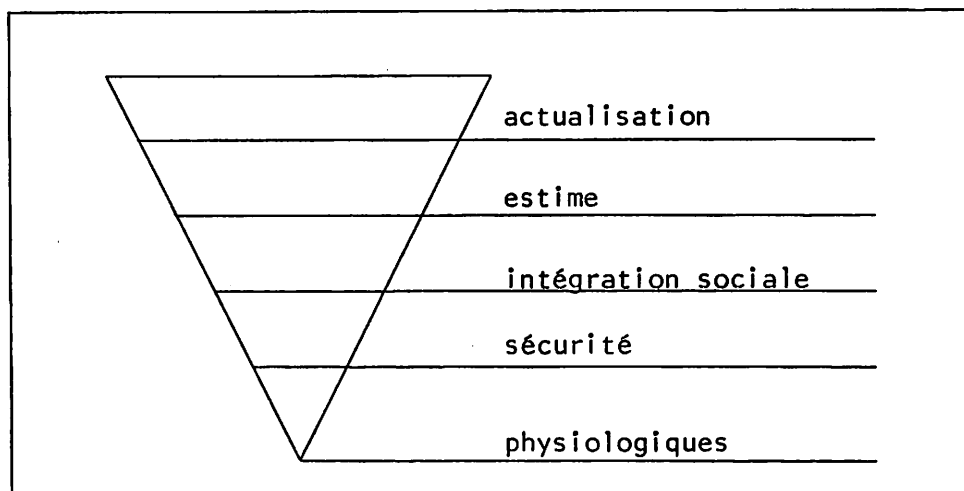 actualisation
estime
intégration sociale
sécurité
physiologiques